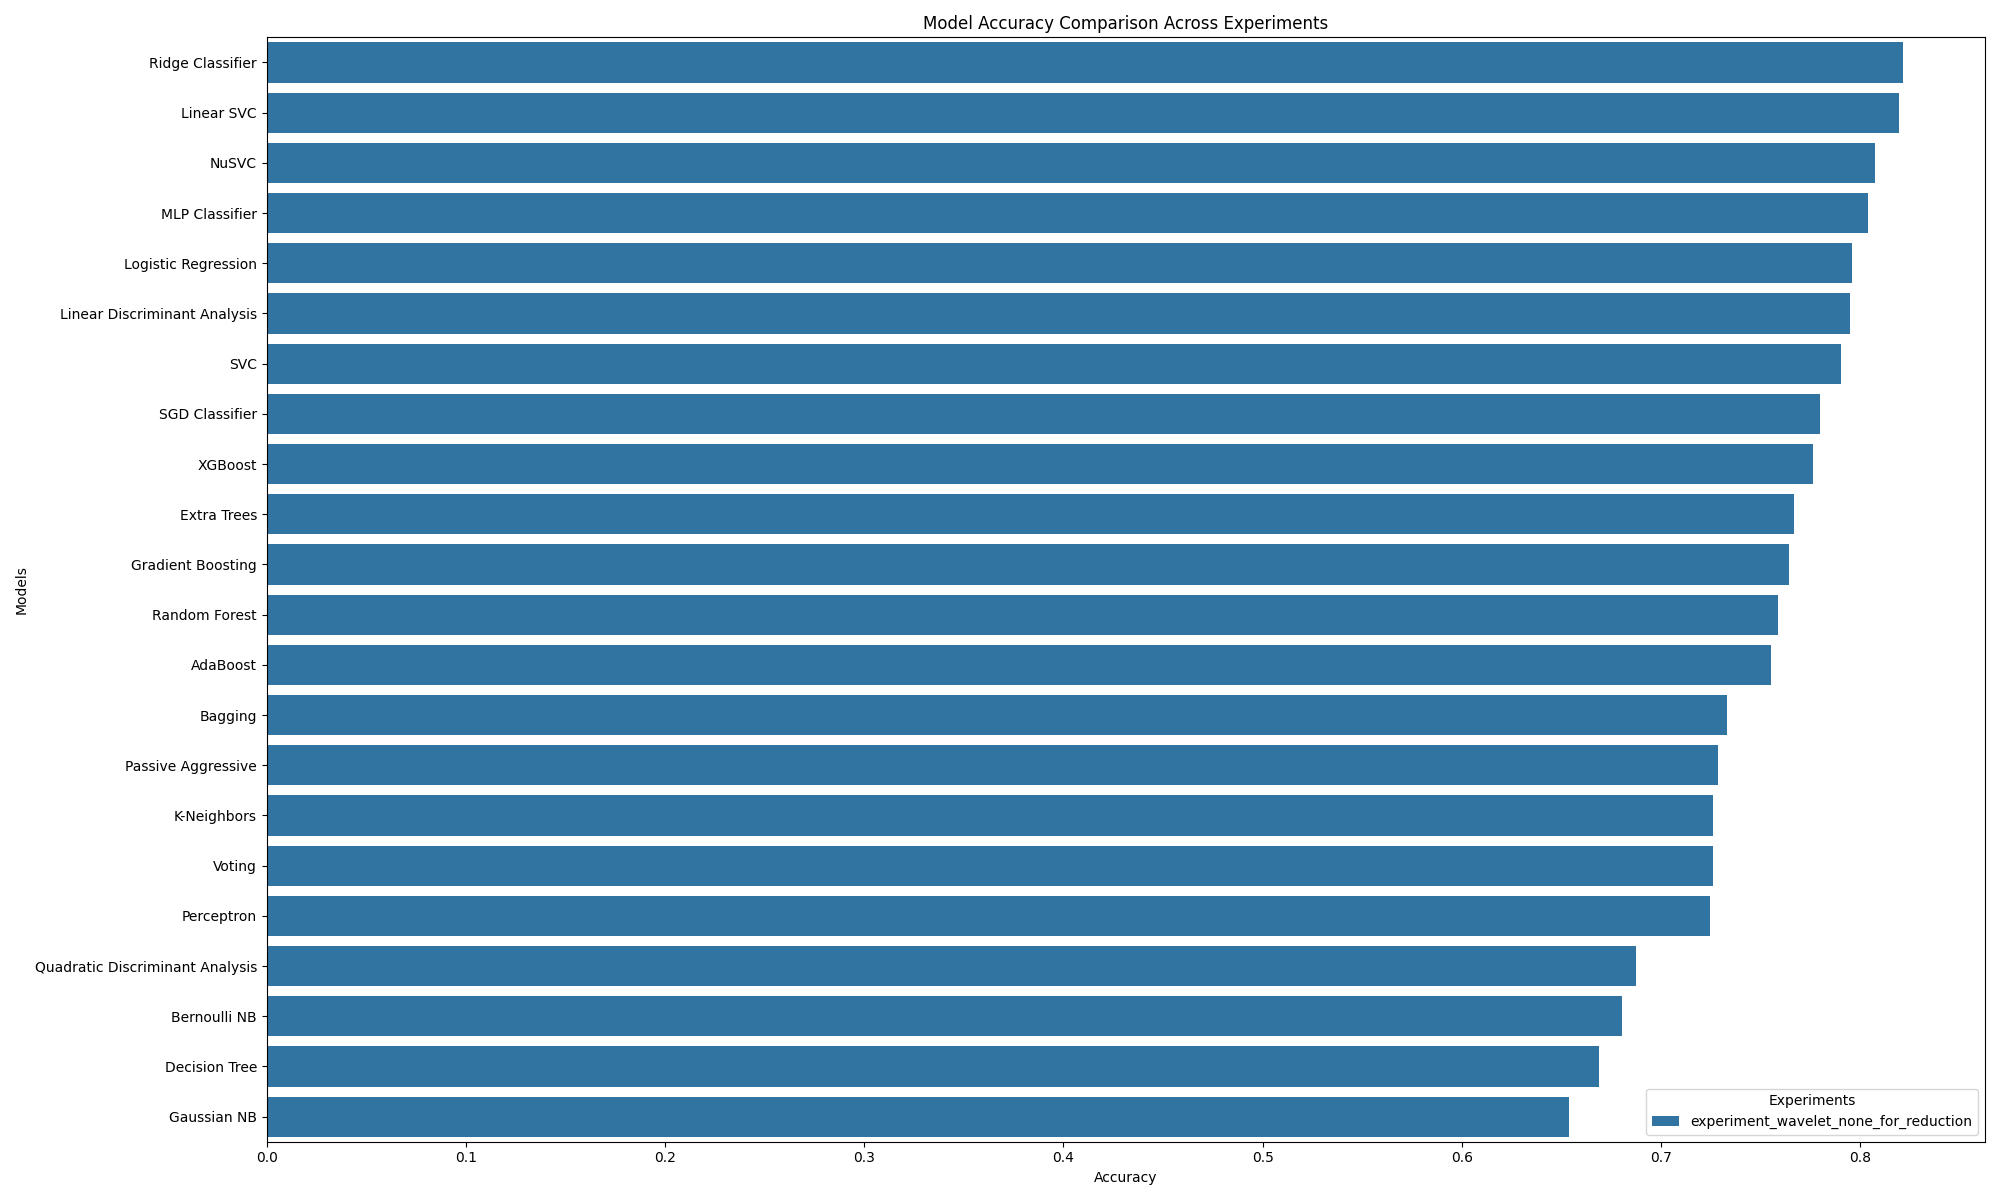 Model Accuracy Comparison Across Experiments
Models
Ridge Classifier
Linear SVC
NuSVC
MLP Classifier
Logistic Regression
Linear Discriminant Analysis
SVC
SGD Classifier
XGBoost
Extra Trees
Gradient Boosting
Random Forest
AdaBoost
Bagging
Passive Aggressive
K-Neighbors
Voting
Perceptron
Quadratic Discriminant Analysis
Bernoulli NB
Decision Tree
Gaussian NB
Experiments
experiment_wavelet_none_for_reduction
0.0 0.1 0.2 0.3 0.4 0.5 0.6 0.7 0.8
Accuracy